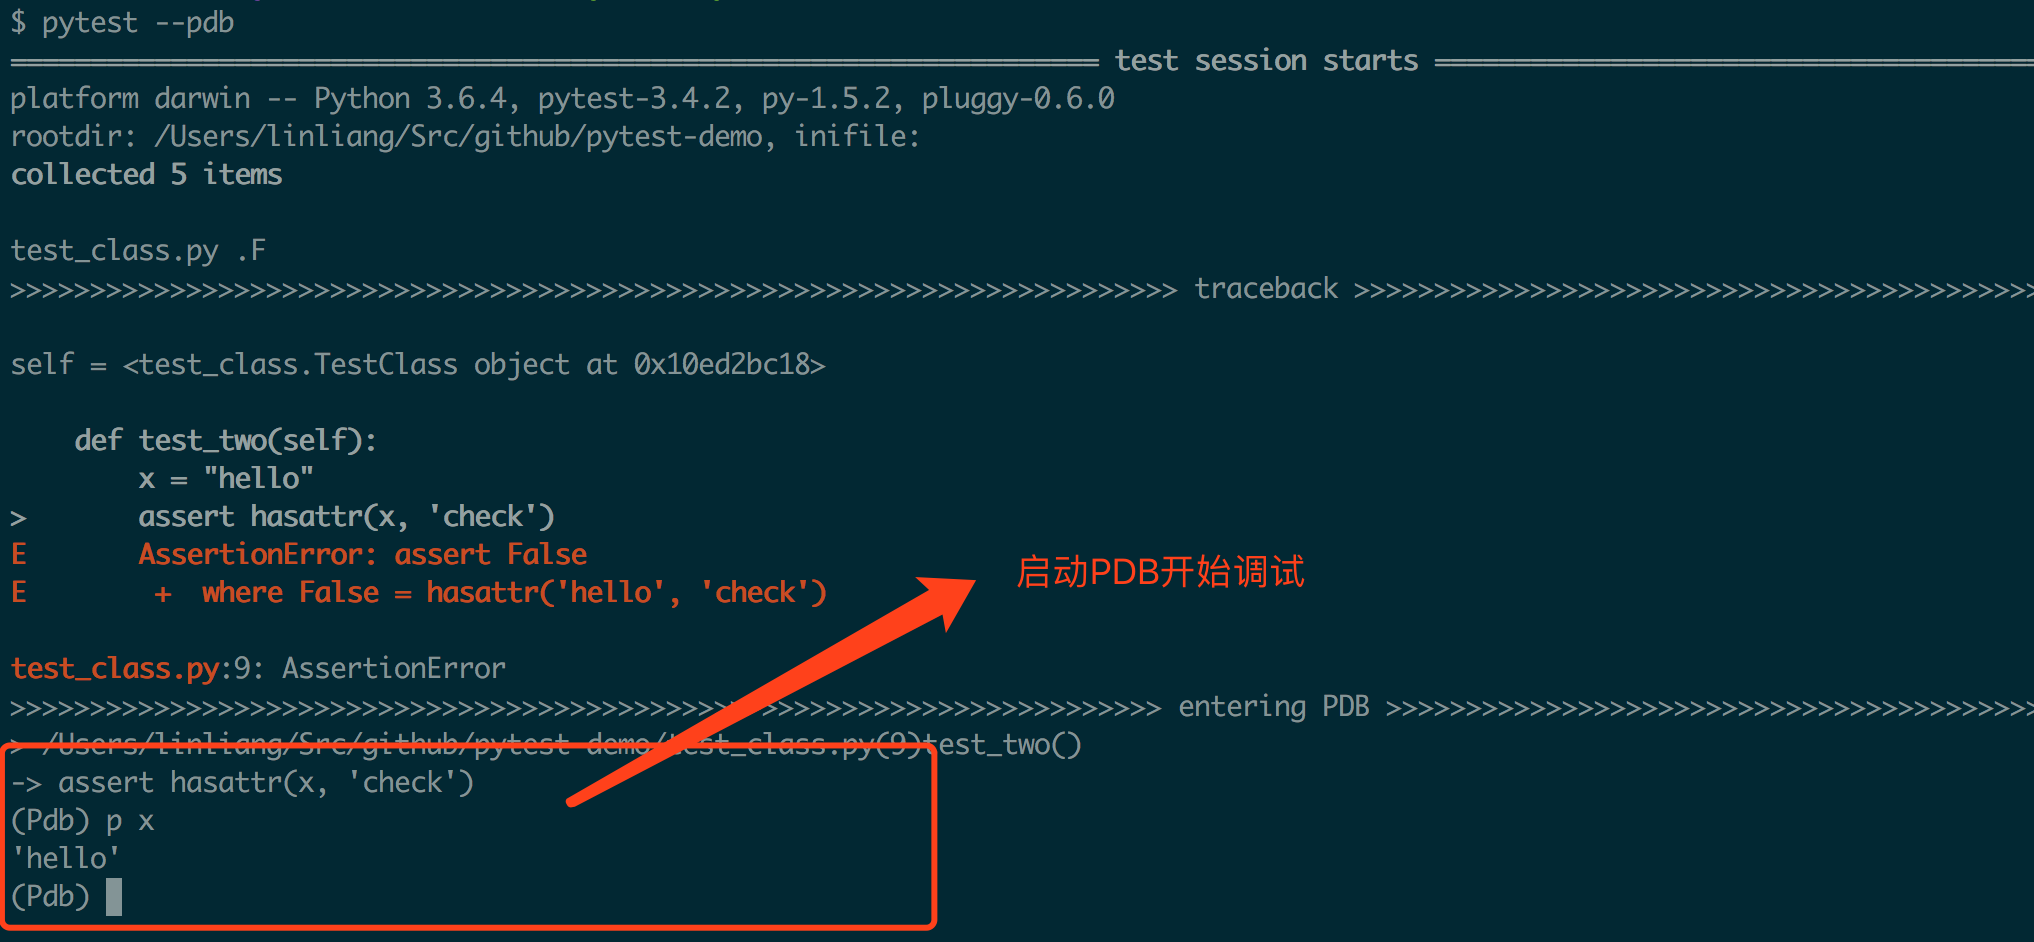 $ pytest --pdb
============================================================ test session starts ============================================================
platform darwin -- Python 3.6.4, pytest-3.4.2, py-1.5.2, pluggy-0.6.0
rootdir: /Users/linliang/Src/github/pytest-demo, inifile:
collected 5 items
test_class.py .F
>>>>>>>>>>>>>>>>>>>>>>>>>>>>>>>>>>>>>>>>>>>>>>>>>>>>>>>>>>>>>>>>>>>>>>>>> traceback >>>>>>>>>>>>>>>>>>>>>>>>>>>>>>>>>>>>>>>>>>>
self = <test_class.TestClass object at 0x10ed2bc18>
    def test_two(self):
        x = "hello"
>       assert hasattr(x, 'check')
E       AssertionError: assert False
E        +  where False = hasattr('hello', 'check')
启动PDB开始调试
test_class.py:9: AssertionError
>>>>>>>>>>>>>>>>>>>>>>>>>>>>>>>>>>>>>>>>>>>>>>>>>>>>>>>>>>>>>>>>>>>>>>>> entering PDB >>>>>>>>>>>>>>>>>>>>>>>>>>>>>>>>>>>>>>>>>
> /Users/linliang/Src/github/pytest-demo/test_class.py(9)test_two()
-> assert hasattr(x, 'check')
(Pdb) p x
'hello'
(Pdb)